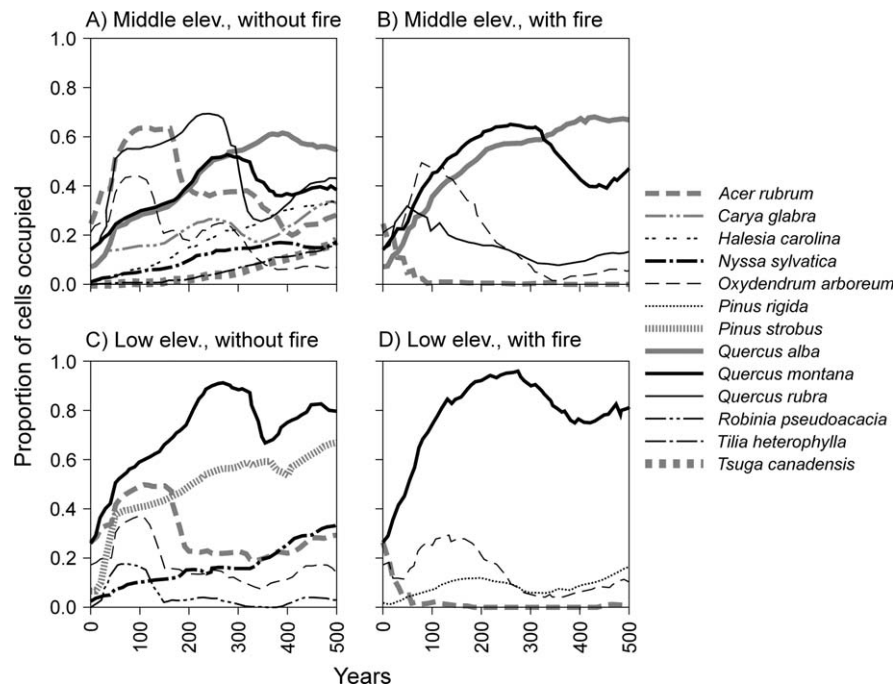 A) Middle elev., without fire
B) Middle elev., with fire
1.0
0.8
0.6
0.4
0.2
0.0
C) Low elev., without fire
D) Low elev., with fire
1.0
0.8
0.6
0.4
0.2
0.0
0
100
200
300
400
500
0
100
200
300
400
500
Proportion of cells occupied
Years
Acer rubrum
Carya glabra
Halesia carolina
Nyssa sylvatica
Oxydendrum arboreum
Pinus rigida
Pinus strobus
Quercus alba
Quercus montana
Quercus rubra
Robinia pseudoacacia
Tilia heterophylla
Tsuga canadensis